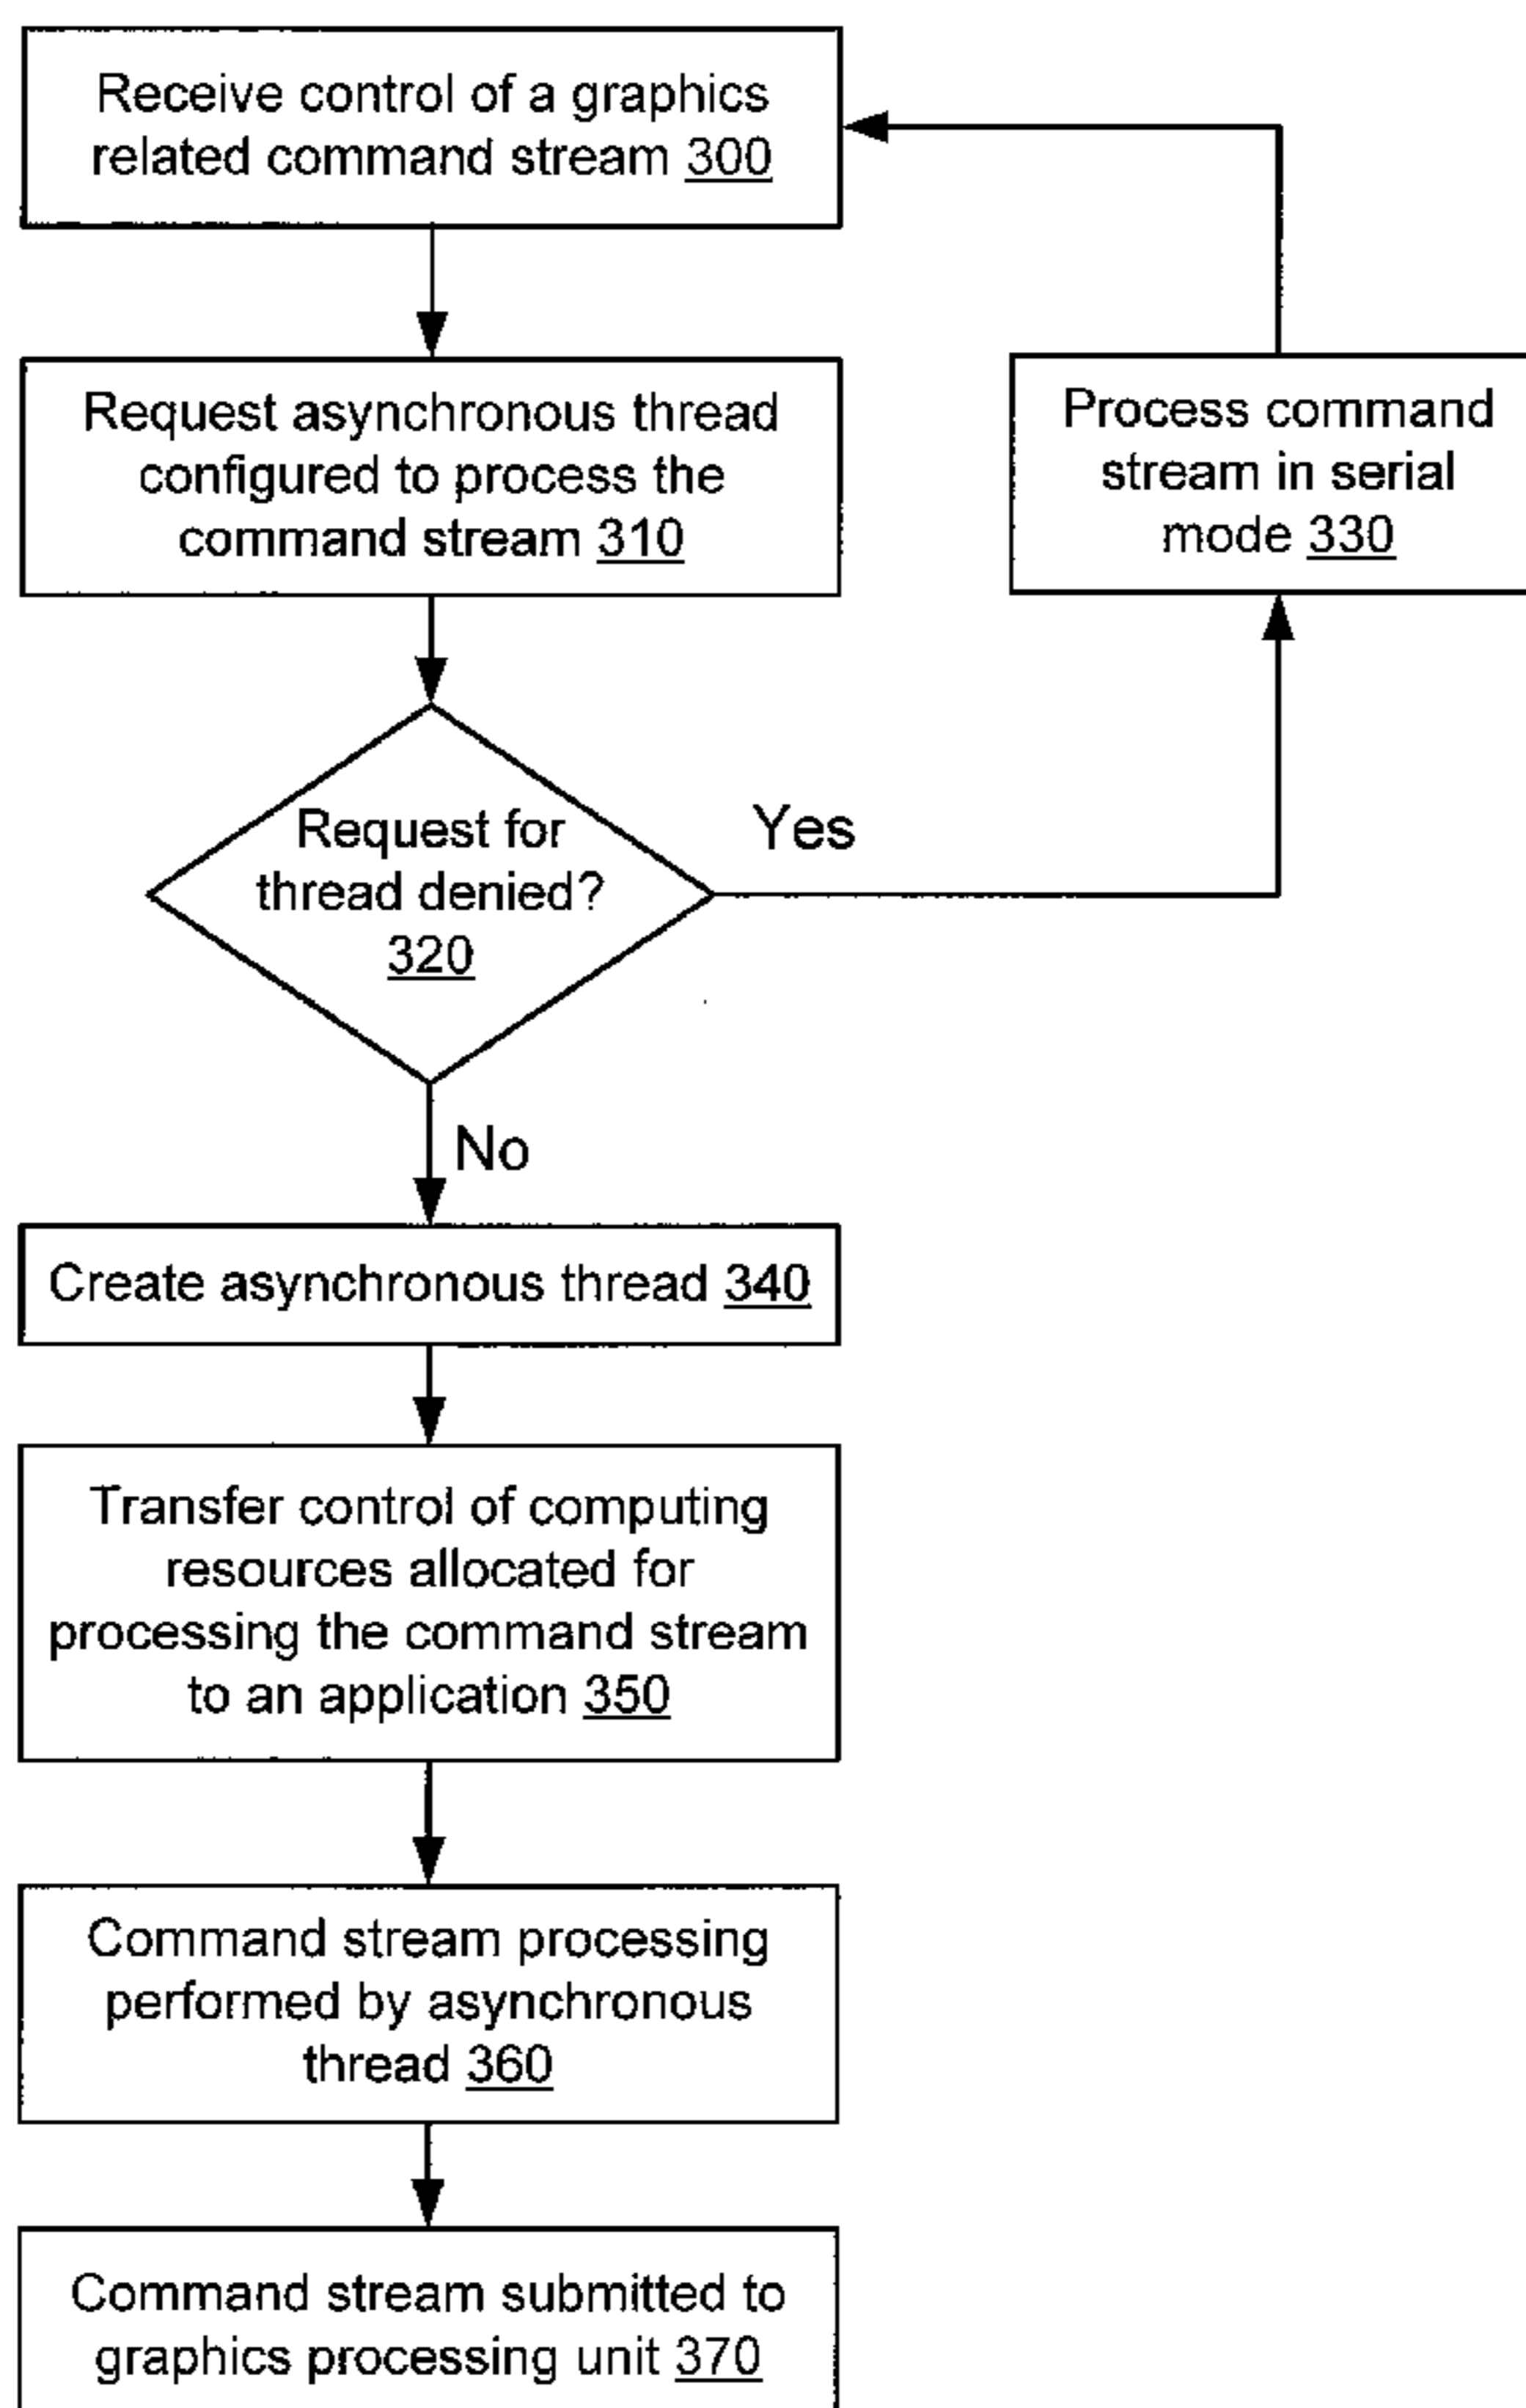 Receive control of a graphics
related command stream 300
Request asynchronous thread
configured to process the
command stream 310
Process command
stream in serial
mode 330
Request for
thread denied?
320
Yes
No
Create asynchronous thread 340
Transfer control of computing
resources allocated for
processing the command stream
to an application 350
Command stream processing
performed by asynchronous
thread 360
Command stream submitted to
graphics processing unit 370